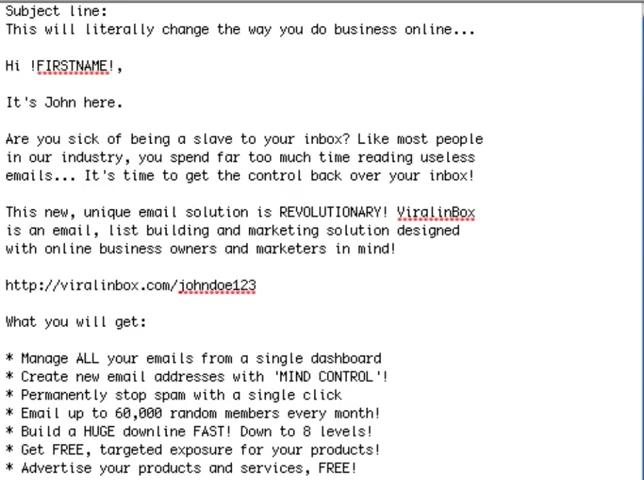 Subject line:
This will literally change the way you do business online...
Hi !FIRSTNAME!,
It's John here.
Are you sick of being a slave to your inbox? Like most people
in our industry, you spend far too much time reading useless
emails... It's time to get the control back over your inbox!
This new, unique email solution is REVOLUTIONARY! ViralinBox
is an email, list building and marketing solution designed
with online business owners and marketers in mind!
http://viralinbox.com/johndoe123
What you will get:
* Manage ALL your emails from a single dashboard
* Create new email addresses with 'MIND CONTROL'!
* Permanently stop spam with a single click
* Email up to 60,000 random members every month!
* Build a HUGE downline FAST! Down to 8 levels!
* Get FREE, targeted exposure for your products!
* Advertise your products and services, FREE!